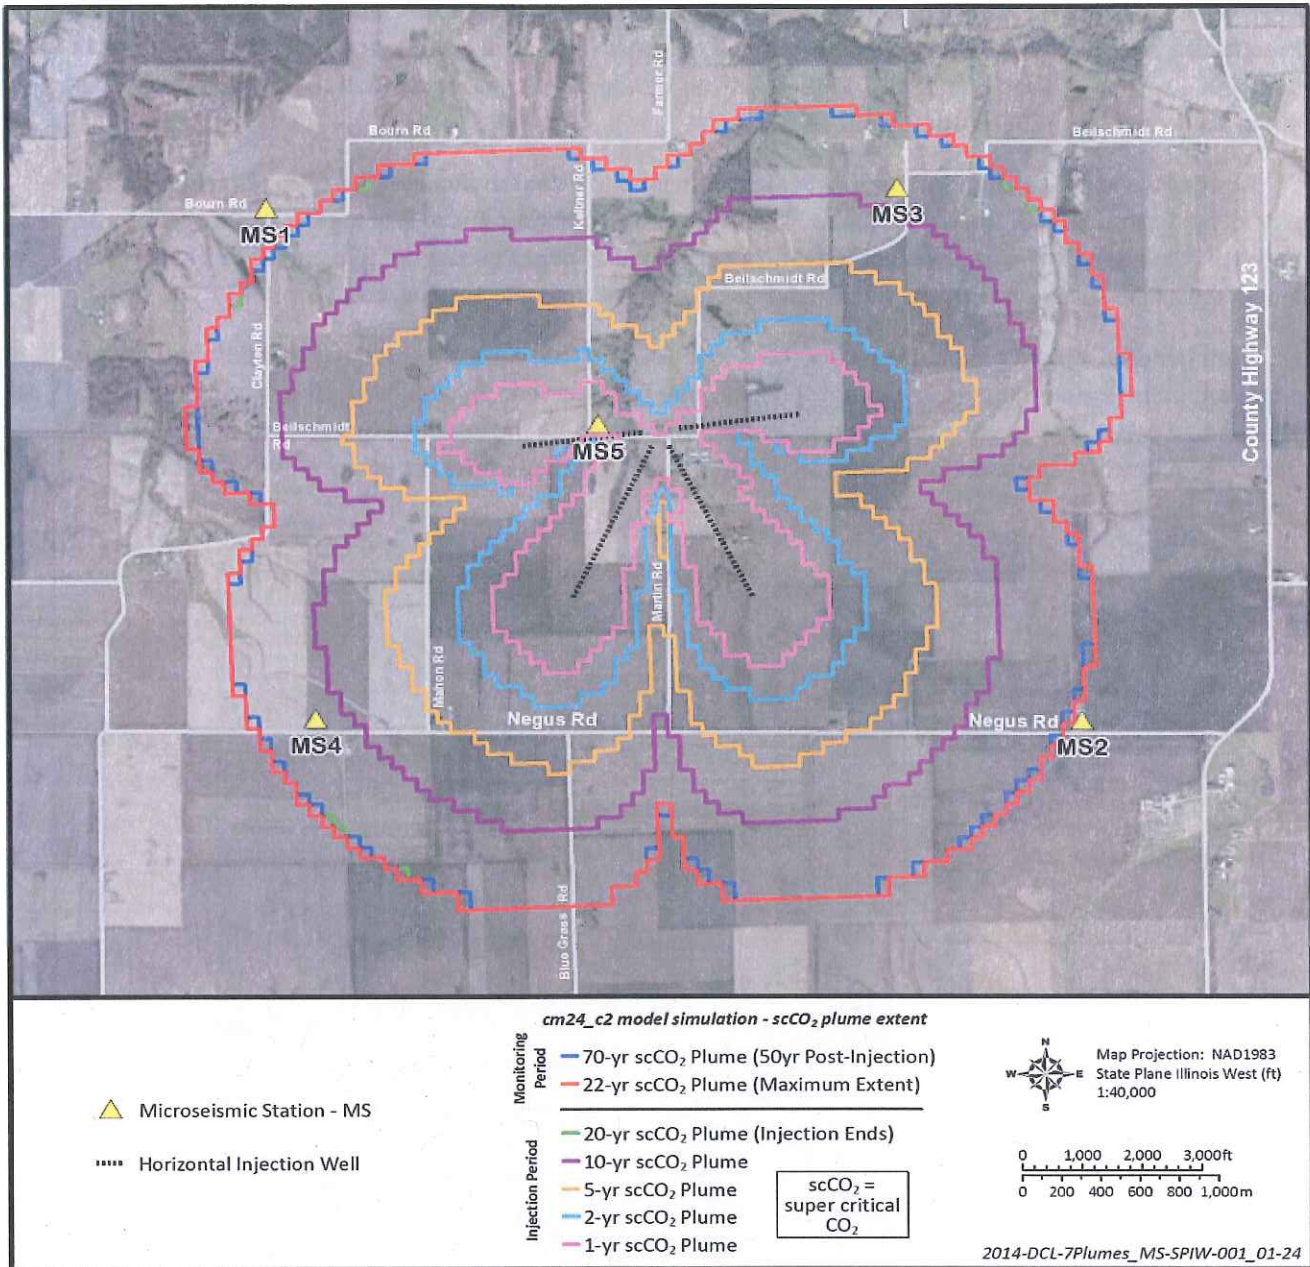 Farmer Rd
Bourn Rd
Beilschmidt Rd
Keltner Rd
Bourn Rd
MS1
MS3
Beilschmidt Rd
County Highway 123
Clayton Rd
Beilschmidt
Rd
MS5
Martin Rd
Mahon Rd
Negus Rd
Negus Rd
MS4
MS2
Blue Grass Rd
cm24_c2 model simulation - scCO₂ plume extent
Monitoring
Period
70-yr scCO₂ Plume (50yr Post-Injection)
22-yr scCO₂ Plume (Maximum Extent)
Injection Period
20-yr scCO₂ Plume (Injection Ends)
10-yr scCO₂ Plume
5-yr scCO₂ Plume
2-yr scCO₂ Plume
1-yr scCO₂ Plume
scCO₂ =
super critical
CO₂
Microseismic Station - MS
Horizontal Injection Well
N
W E
S
Map Projection: NAD1983
State Plane Illinois West (ft)
1:40,000
0 1,000 2,000 3,000ft
0 200 400 600 800 1,000m
2014-DCL-7Plumes_MS-SPIW-001_01-24